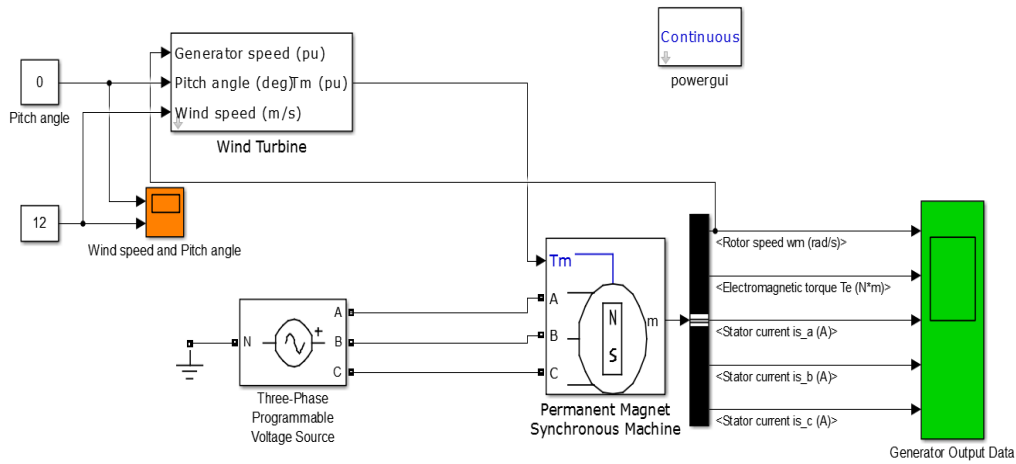 Continuous
powergui
Generator speed (pu)
0
Pitch angle (deg)
Tm (pu)
Wind speed (m/s)
Pitch angle
Wind Turbine
12
Wind speed and Pitch angle
<Rotor speed wm (rad/s)>
Tm
<Electromagnetic torque Te (N*m)>
A
B
C
N
S
m
<Stator current is_a (A)>
<Stator current is_b (A)>
<Stator current is_c (A)>
N
+
A
B
C
Three-Phase
Programmable
Voltage Source
Permanent Magnet
Synchronous Machine
Generator Output Data